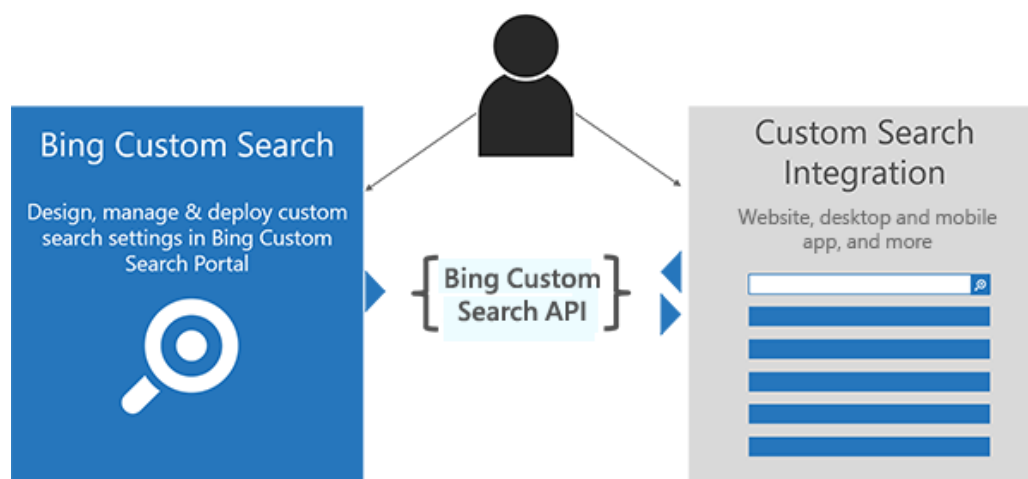 Bing Custom Search
Design, manage & deploy custom
search settings in Bing Custom
Search Portal
{ Bing Custom
Search API }
Custom Search
Integration
Website, desktop and mobile
app, and more